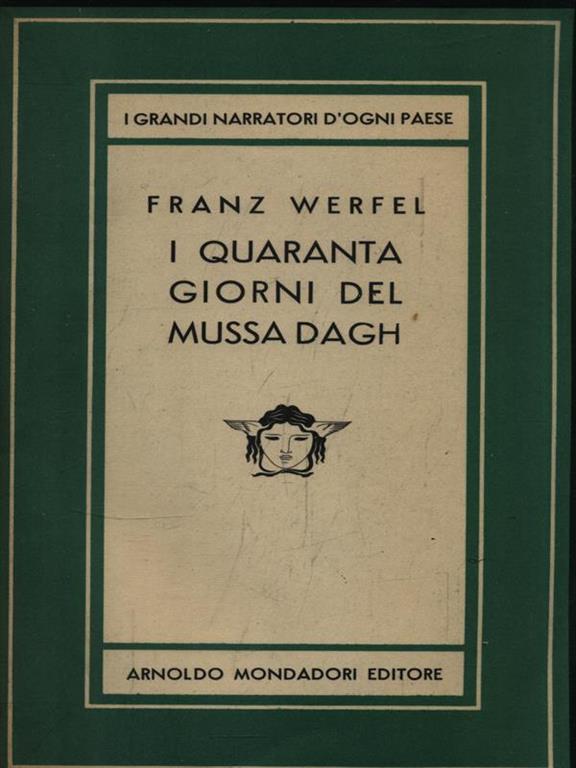 I GRANDI NARRATORI D'OGNI PAESE
FRANZ WERFEL
I QUARANTA
GIORNI DEL
MUSSA DAGH
ARNOLDO MONDADORI EDITORE